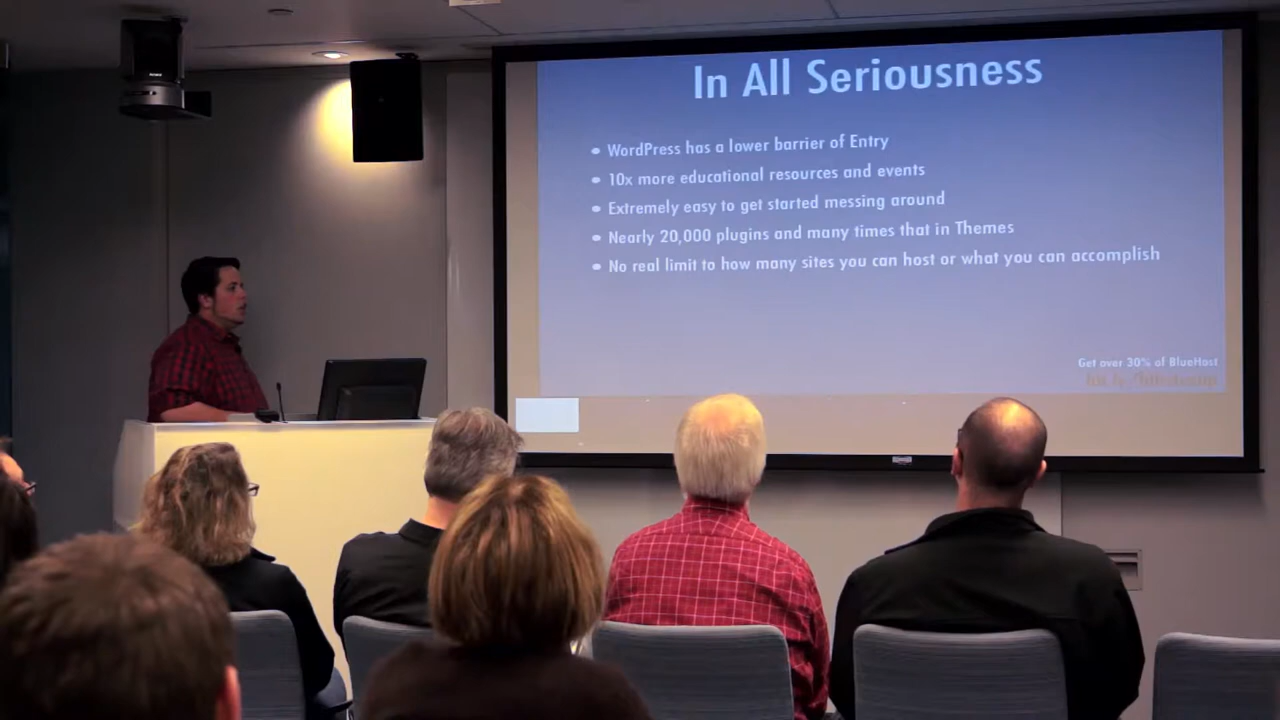 In All Seriousness
• WordPress has a lower barrier of Entry
• 10x more educational resources and events
• Extremely easy to get started messing around
• Nearly 20,000 plugins and many times that in Themes
• No real limit to how many sites you can host or what you can accomplish
Get over 30% of BlueHost